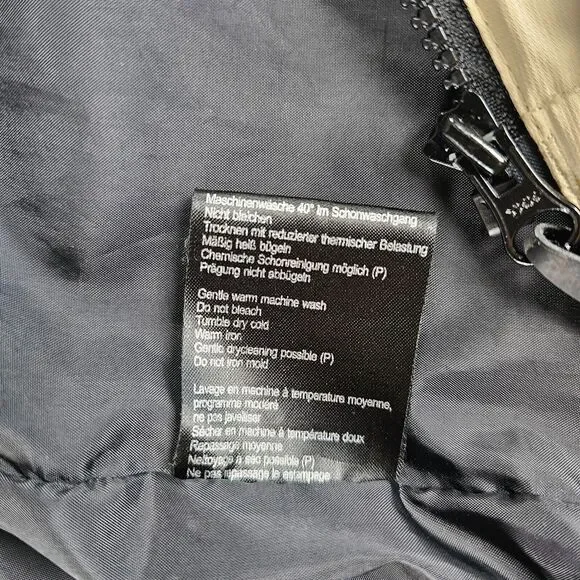 Maschinenwäsche 40° im Schonwaschgang
Nicht bleichen
Trocknen mit reduzierter thermischer Belastung
Mäßig heiß bügeln
Chemische Schonreinigung möglich (P)
Prägung nicht abbügeln
Gentle warm machine wash
Do not bleach
Tumble dry cold
Warm iron
Gentle drycleaning possible (P)
Do not iron mold
Lavage en machine à température moyenne,
programme modéré
ne pas javelliser
Sécher en machine à température doux
Repassage moyenne
Nettoyage à sec possible (P)
Ne pas repassage le estampage
YKK